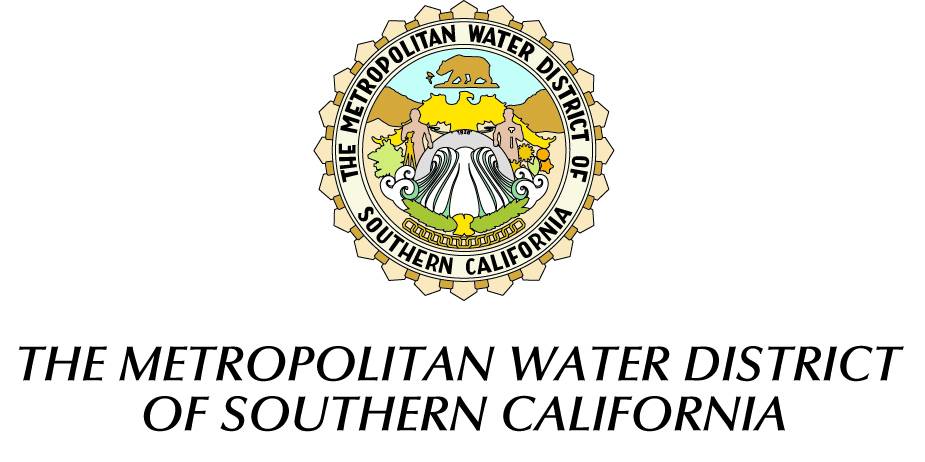 THE METROPOLITAN WATER DISTRICT OF
SOUTHERN CALIFORNIA
THE METROPOLITAN WATER DISTRICT
OF SOUTHERN CALIFORNIA